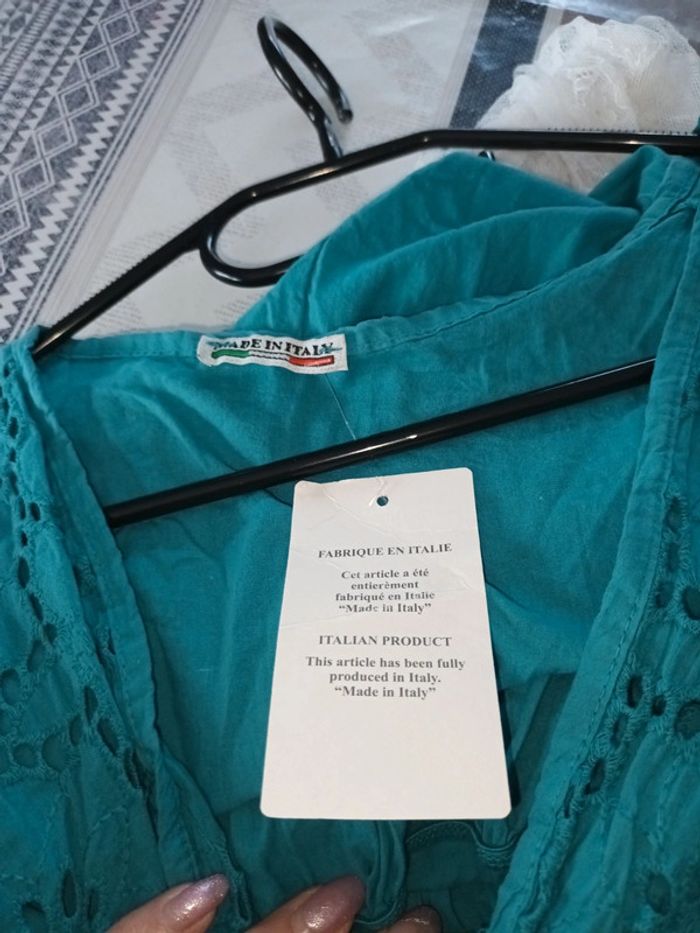 MADE IN ITALY
FABRIQUE EN ITALIE
Cet article a été
entierèment
fabriqué en Italie
“Made in Italy”
ITALIAN PRODUCT
This article has been fully
produced in Italy.
“Made in Italy”